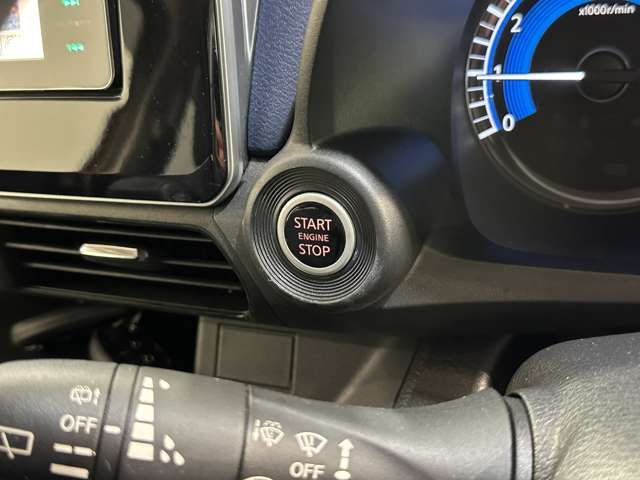 x1000r/min
2
1
0
START
ENGINE
STOP
OFF
OFF